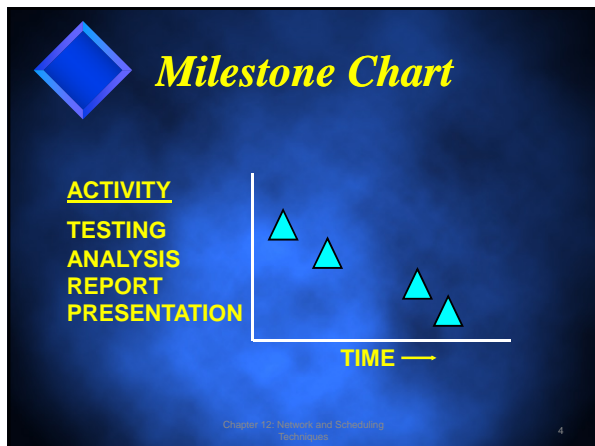 Milestone Chart
ACTIVITY
TESTING
ANALYSIS
REPORT
PRESENTATION
TIME
Chapter 12: Network and Scheduling
Techniques
4